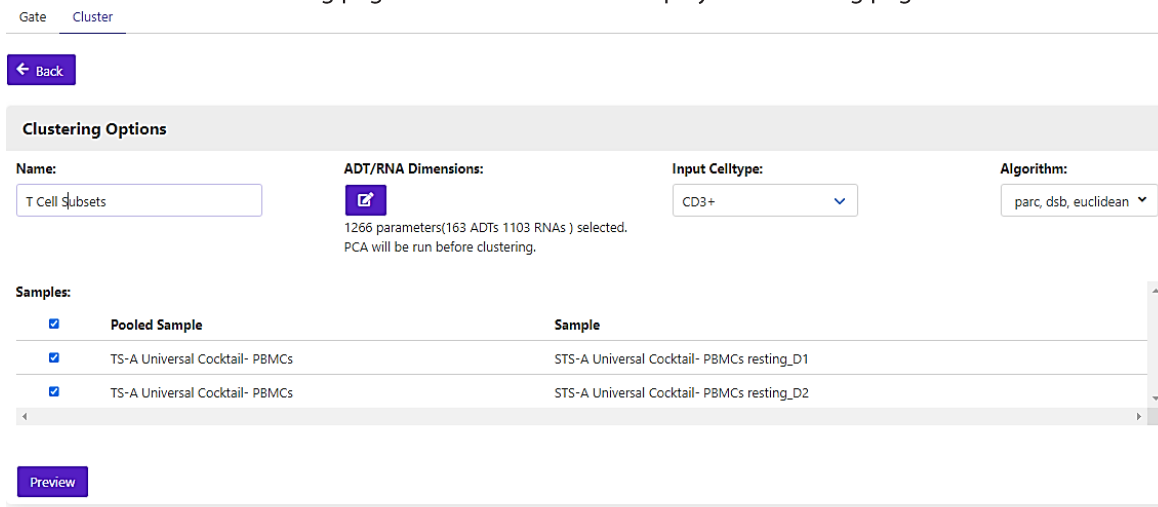 Gate Cluster
Back
Clustering Options
Name: ADT/RNA Dimensions: Input Celltype: Algorithm:
T Cell Subsets CD3+ parc, dsb, euclidean
1266 parameters(163 ADTs 1103 RNAs ) selected.
PCA will be run before clustering.
Samples:
Pooled Sample Sample
TS-A Universal Cocktail- PBMCs STS-A Universal Cocktail- PBMCs resting_D1
TS-A Universal Cocktail- PBMCs STS-A Universal Cocktail- PBMCs resting_D2
Preview